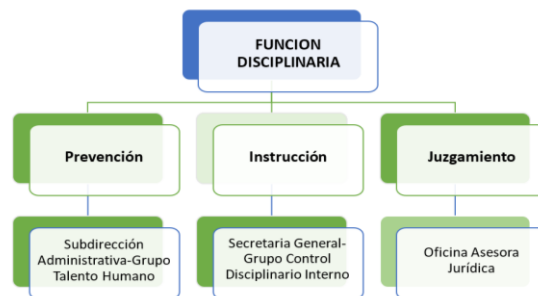 FUNCION
DISCIPLINARIA
Prevención
Instrucción
Juzgamiento
Subdirección
Administrativa-Grupo
Talento Humano
Secretaria General-
Grupo Control
Disciplinario Interno
Oficina Asesora
Jurídica